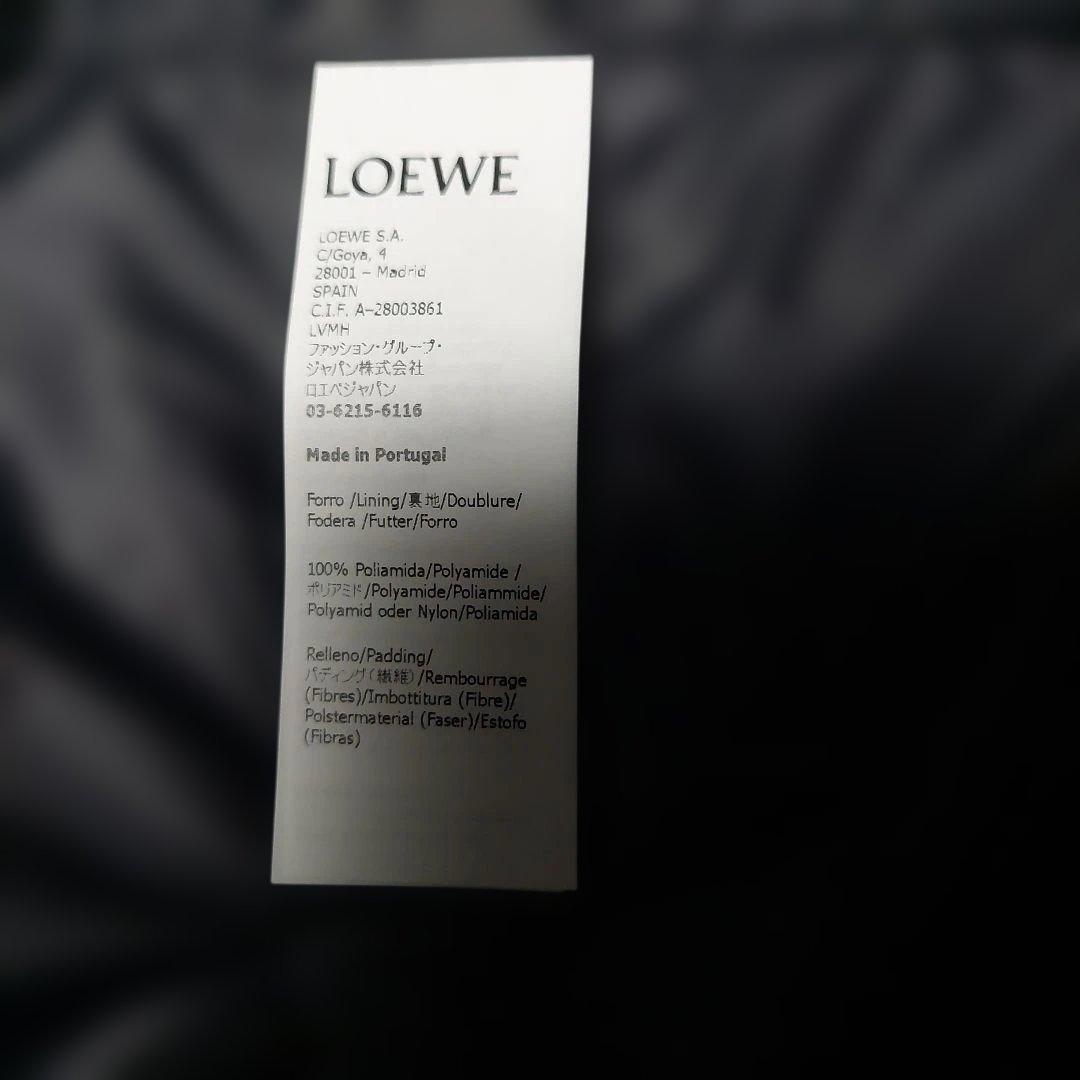 LOEWE
LOEWE S.A.
C/Goya, 4
28001 – Madrid
SPAIN
C.I.F. A–28003861
LVMH
ファッション・グループ・
ジャパン株式会社
ロエベジャパン
03-6215-6116
Made in Portugal
Forro /Lining/裏地/Doublure/
Fodera /Futter/Forro
100% Poliamida/Polyamide /
ポリアミド/Polyamide/Poliammide/
Polyamid oder Nylon/Poliamida
Relleno/Padding/
パディング(繊維)/Rembourrage
(Fibres)/Imbottitura (Fibre)/
Polstermaterial (Faser)/Estofo
(Fibras)